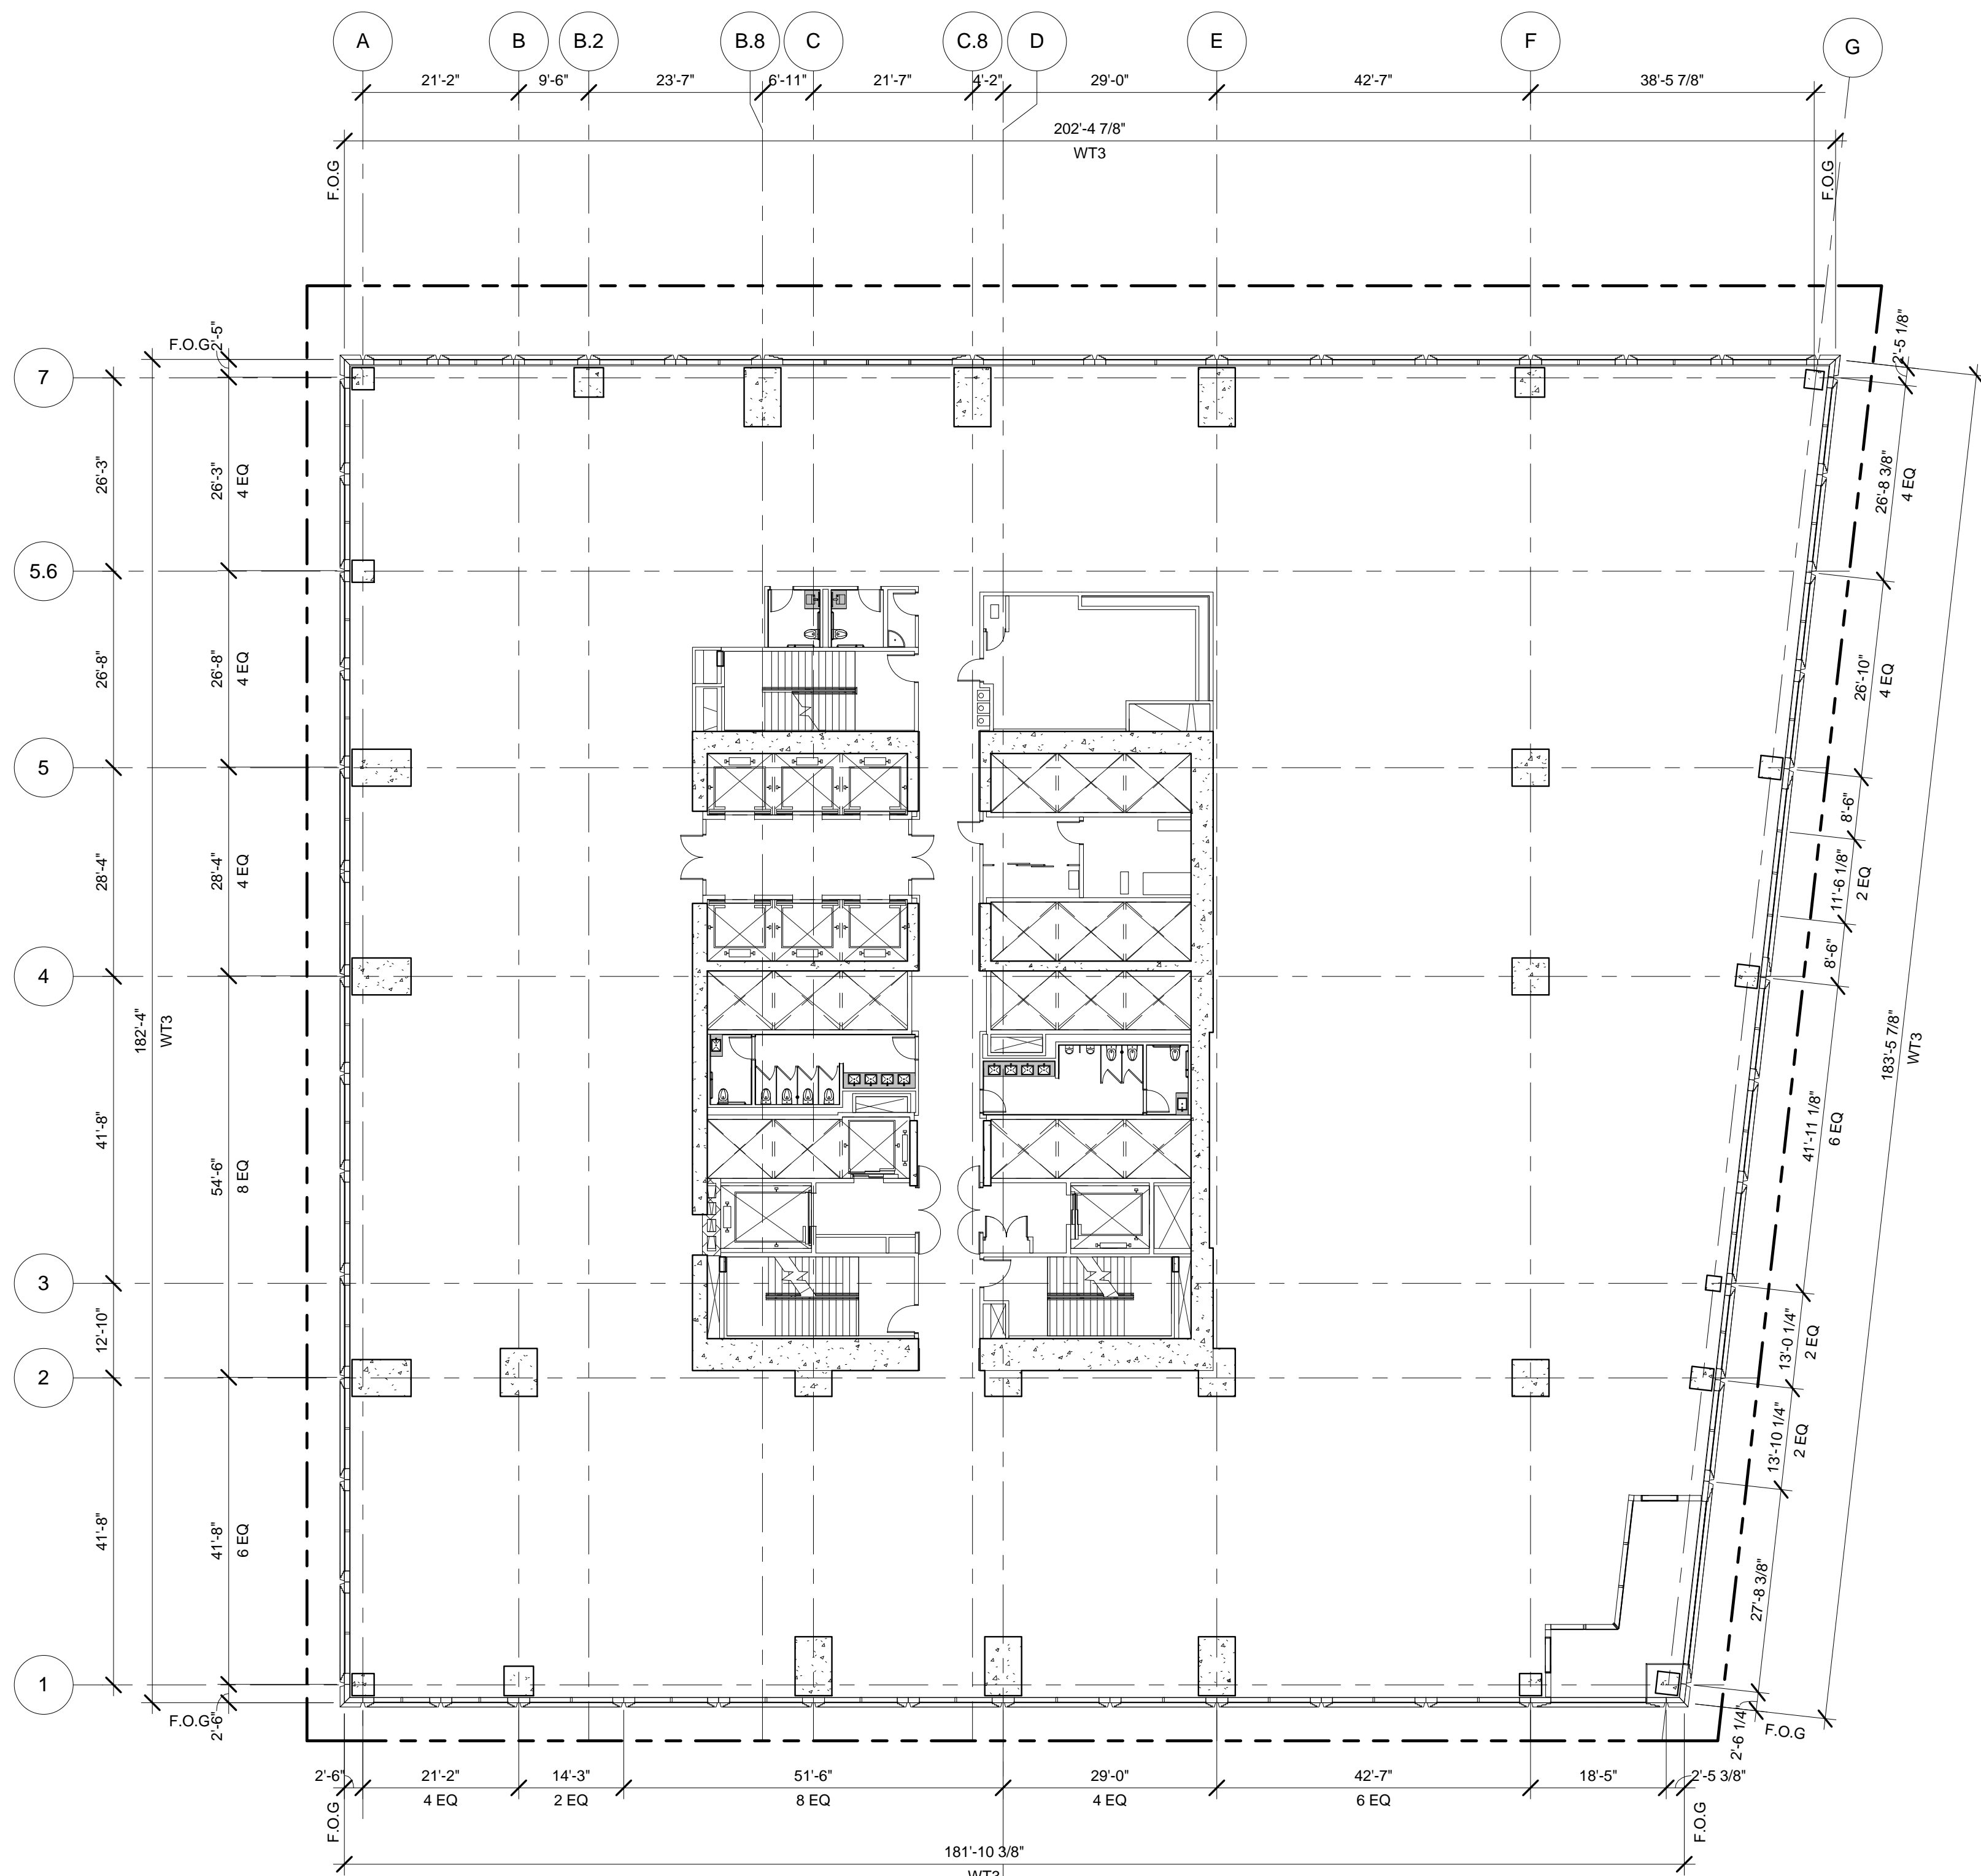 A
B
B.2
B.8
C
C.8
D
E
F
G
21'-2"
9'-6"
23'-7"
6'-11"
21'-7"
4'-2"
29'-0"
42'-7"
38'-5 7/8"
202'-4 7/8"
WT3
F.O.G
F.O.G
7
5.6
5
4
3
2
1
F.O.G
2'-5"
26'-3"
26'-8"
28'-4"
41'-8"
12'-10"
41'-8"
182'-4"
WT3
26'-3"
4 EQ
26'-8"
4 EQ
28'-4"
4 EQ
54'-6"
8 EQ
41'-8"
6 EQ
F.O.G
2'-6"
2'-5 1/8"
26'-8 3/8"
4 EQ
26'-10"
4 EQ
8'-6"
11'-6 1/8"
2 EQ
8'-6"
41'-11 1/8"
6 EQ
13'-0 1/4"
2 EQ
13'-10 1/4"
2 EQ
27'-8 3/8"
2'-6 1/4"
F.O.G
183'-5 7/8"
WT3
2'-6"
21'-2"
4 EQ
14'-3"
2 EQ
51'-6"
8 EQ
29'-0"
4 EQ
42'-7"
6 EQ
18'-5"
2'-5 3/8"
F.O.G
F.O.G
181'-10 3/8"
WT3